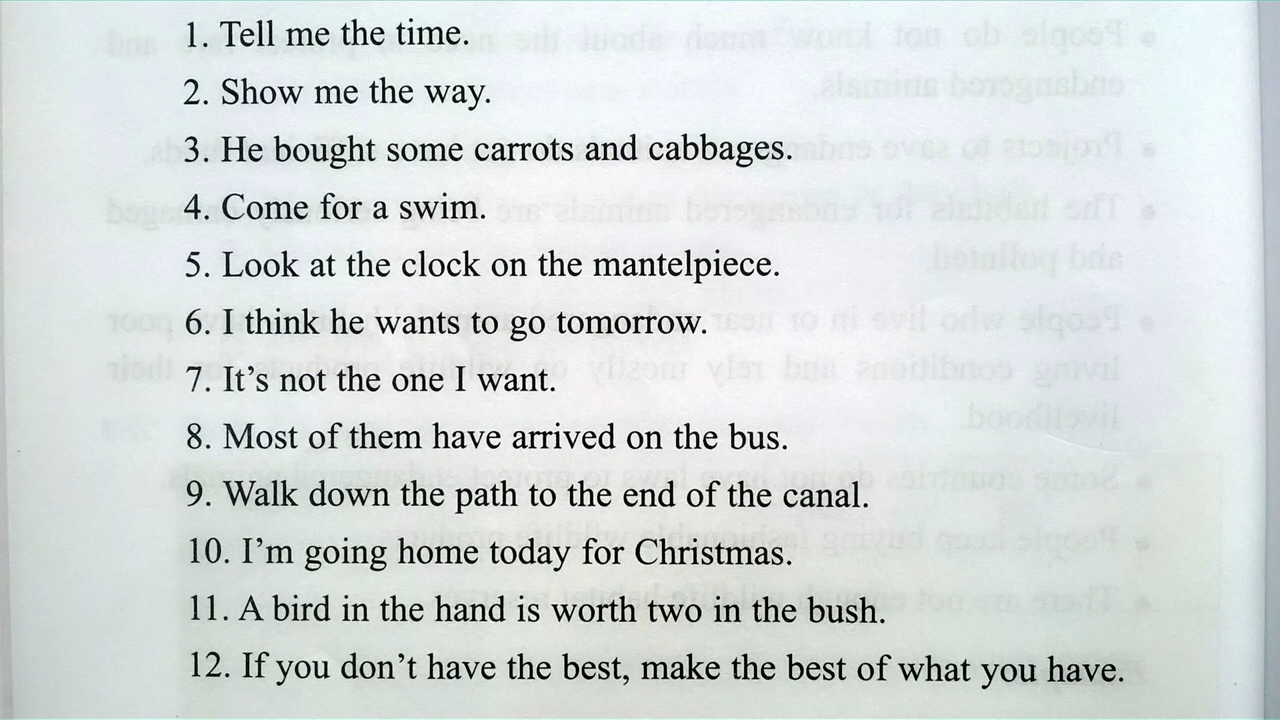 1. Tell me the time.
2. Show me the way.
3. He bought some carrots and cabbages.
4. Come for a swim.
5. Look at the clock on the mantelpiece.
6. I think he wants to go tomorrow.
7. It’s not the one I want.
8. Most of them have arrived on the bus.
9. Walk down the path to the end of the canal.
10. I’m going home today for Christmas.
11. A bird in the hand is worth two in the bush.
12. If you don’t have the best, make the best of what you have.